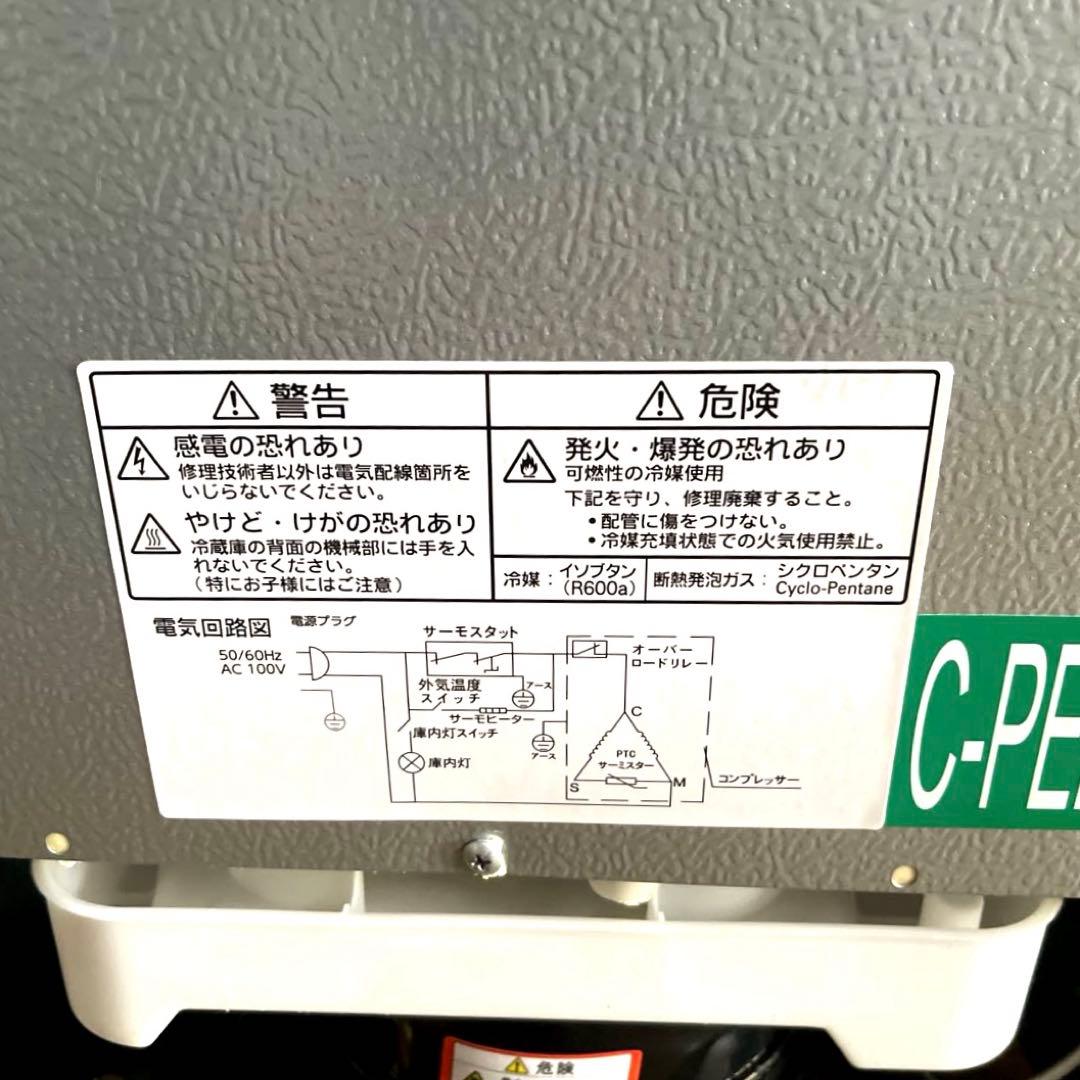 警告
感電の恐れあり
修理技術者以外は電気配線箇所を
いじらないでください。
やけど・けがの恐れあり
冷蔵庫の背面の機械部には手を入
れないでください。
(特にお子様にはご注意)
危険
発火・爆発の恐れあり
可燃性の冷媒使用
下記を守り、修理廃棄すること。
•配管に傷をつけない。
•冷媒充填状態での火気使用禁止。
冷媒：イソブタン
(R600a)
断熱発泡ガス：シクロペンタン
Cyclo-Pentane
電気回路図
電源プラグ
50/60Hz
AC 100V
サーモスタット
オーバー
ロードリレー
外気温度
スイッチ
アース
サーモヒーター
庫内灯スイッチ
アース
庫内灯
C
PTC
サーミスター
S
M
コンプレッサー
C-PE
危険